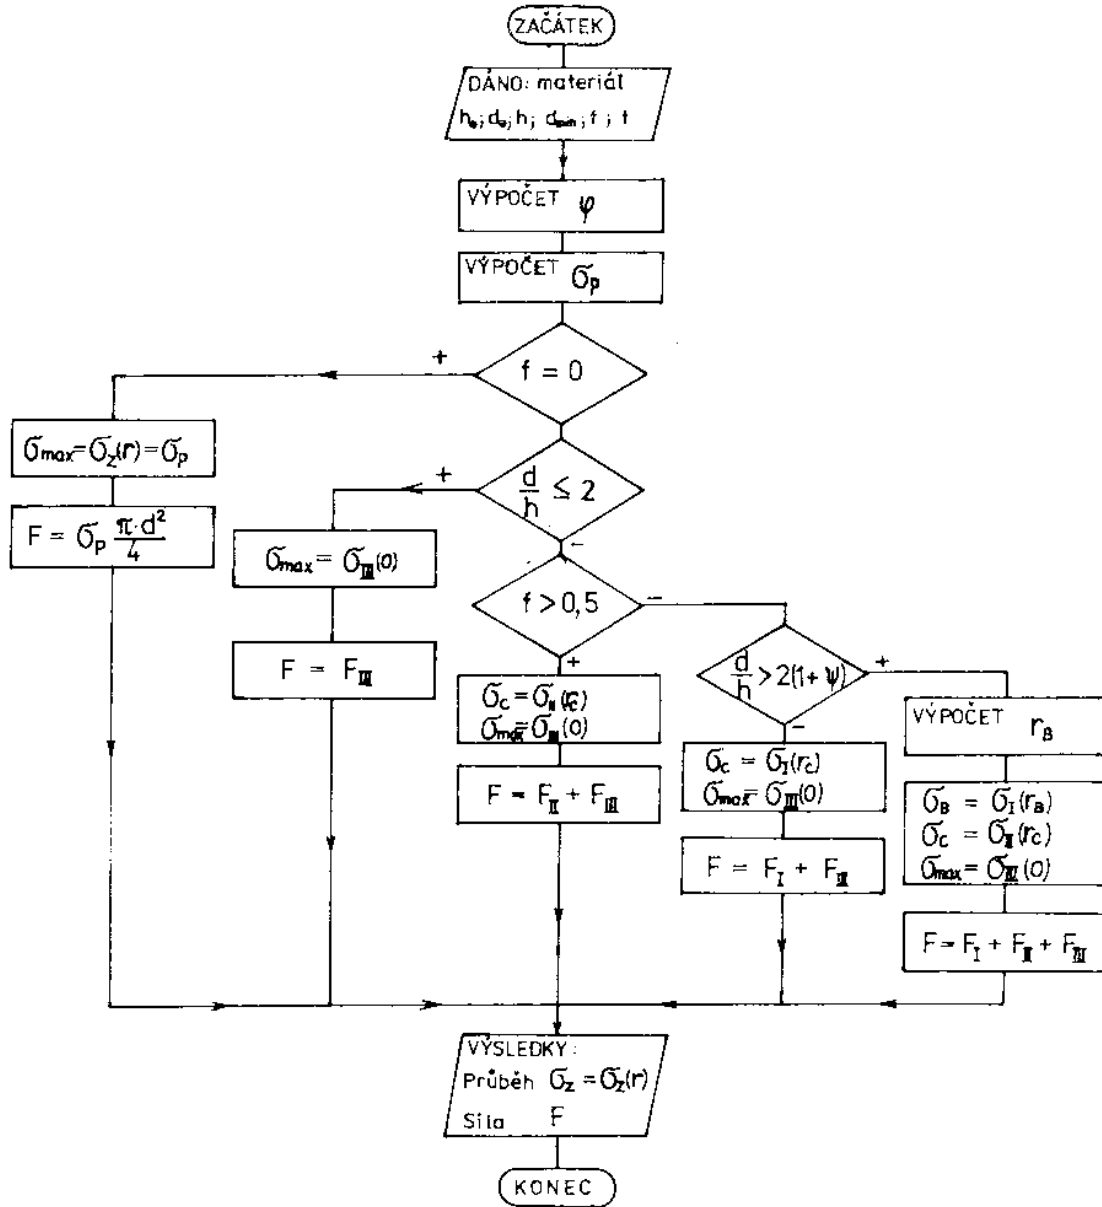 ZAČÁTEK
DÁNO: materiál
h₀; d₀; h; dₘᵢₙ; f; t
VÝPOČET φ
VÝPOČET σp
f = 0
+
σmax = σz(r) = σp
F = σp π·d²/4
d/h ≤ 2
+
−
σmax = σIII(0)
F = FIII
f > 0,5
−
+
σc = σII(rc)
σmax = σIII(0)
F = FII + FIII
d/h > 2(1 + ψ)
+
−
σc = σI(rc)
σmax = σIII(0)
F = FI + FIII
VÝPOČET rB
σB = σI(rB)
σc = σII(rc)
σmax = σIII(0)
F = FI + FII + FIII
VÝSLEDKY:
Průběh σz = σz(r)
Síla F
KONEC